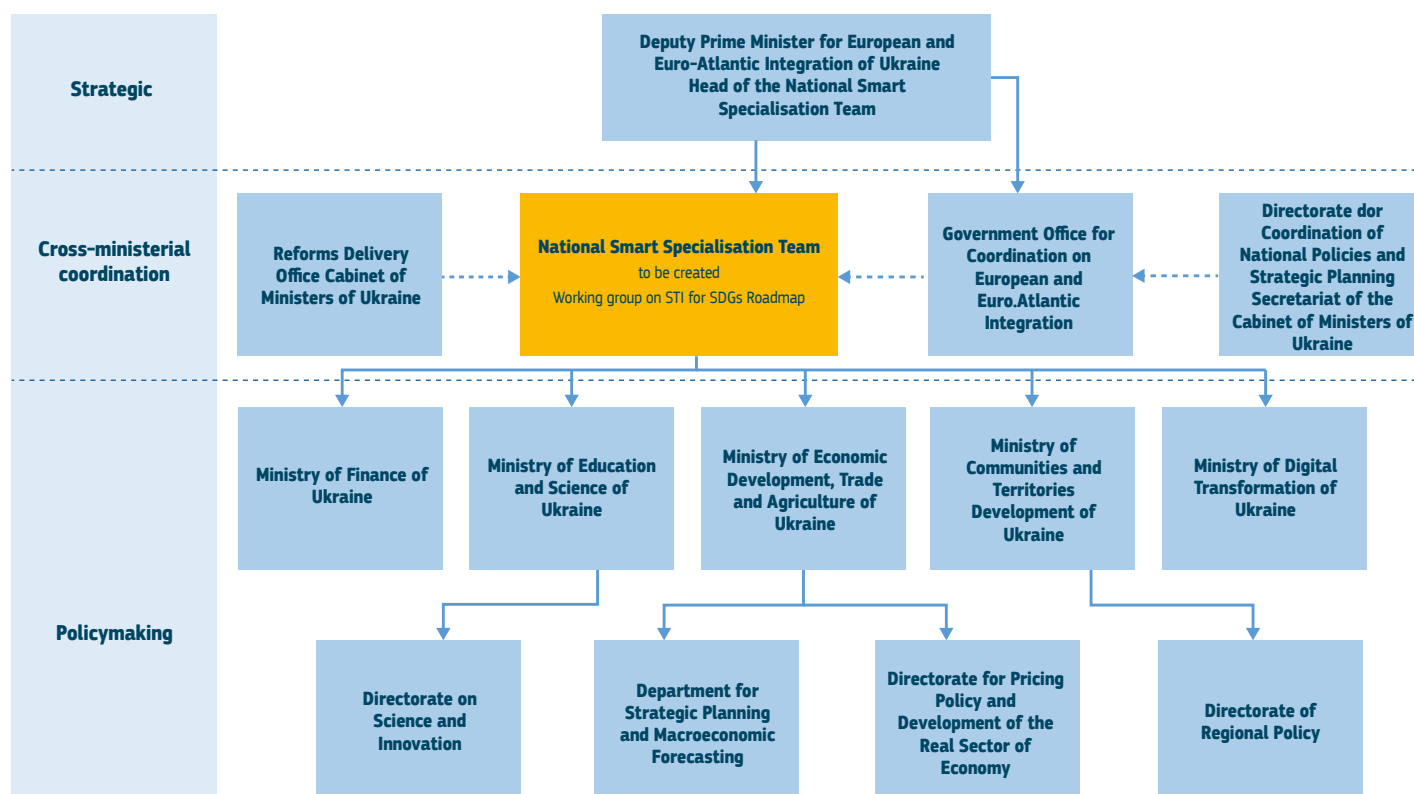 Strategic
Deputy Prime Minister for European and
Euro-Atlantic Integration of Ukraine
Head of the National Smart
Specialisation Team
Cross-ministerial
coordination
Reforms Delivery
Office Cabinet of
Ministers of Ukraine
National Smart Specialisation Team
to be created
Working group on STI for SDGs Roadmap
Government Office for
Coordination on
European and
Euro.Atlantic
Integration
Directorate dor
Coordination of
National Policies and
Strategic Planning
Secretariat of the
Cabinet of Ministers of
Ukraine
Policymaking
Ministry of Finance of
Ukraine
Ministry of Education
and Science of
Ukraine
Ministry of Economic
Development, Trade
and Agriculture of
Ukraine
Ministry of
Communities and
Territories
Development of
Ukraine
Ministry of Digital
Transformation of
Ukraine
Directorate on
Science and
Innovation
Department for
Strategic Planning
and Macroeconomic
Forecasting
Directorate for Pricing
Policy and
Development of the
Real Sector of
Economy
Directorate of
Regional Policy